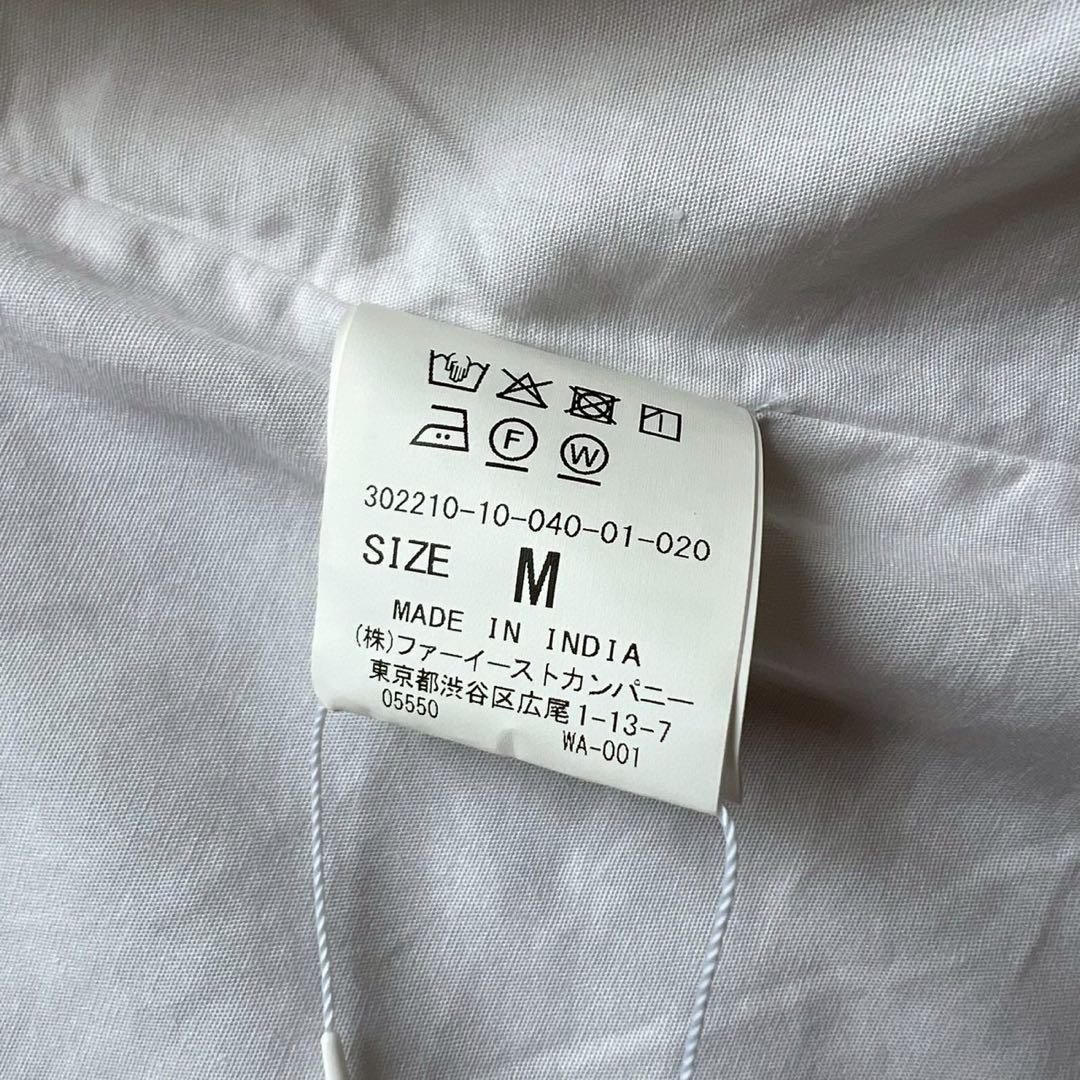 F W
302210-10-040-01-020
SIZE M
MADE IN INDIA
(株)ファーイーストカンパニー
東京都渋谷区広尾1-13-7
05550 WA-001